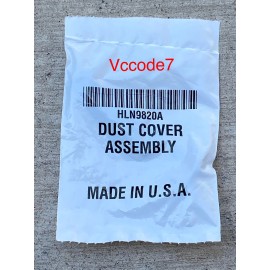 Vccode7
HLN9820A
DUST COVER
ASSEMBLY
MADE IN U.S.A.